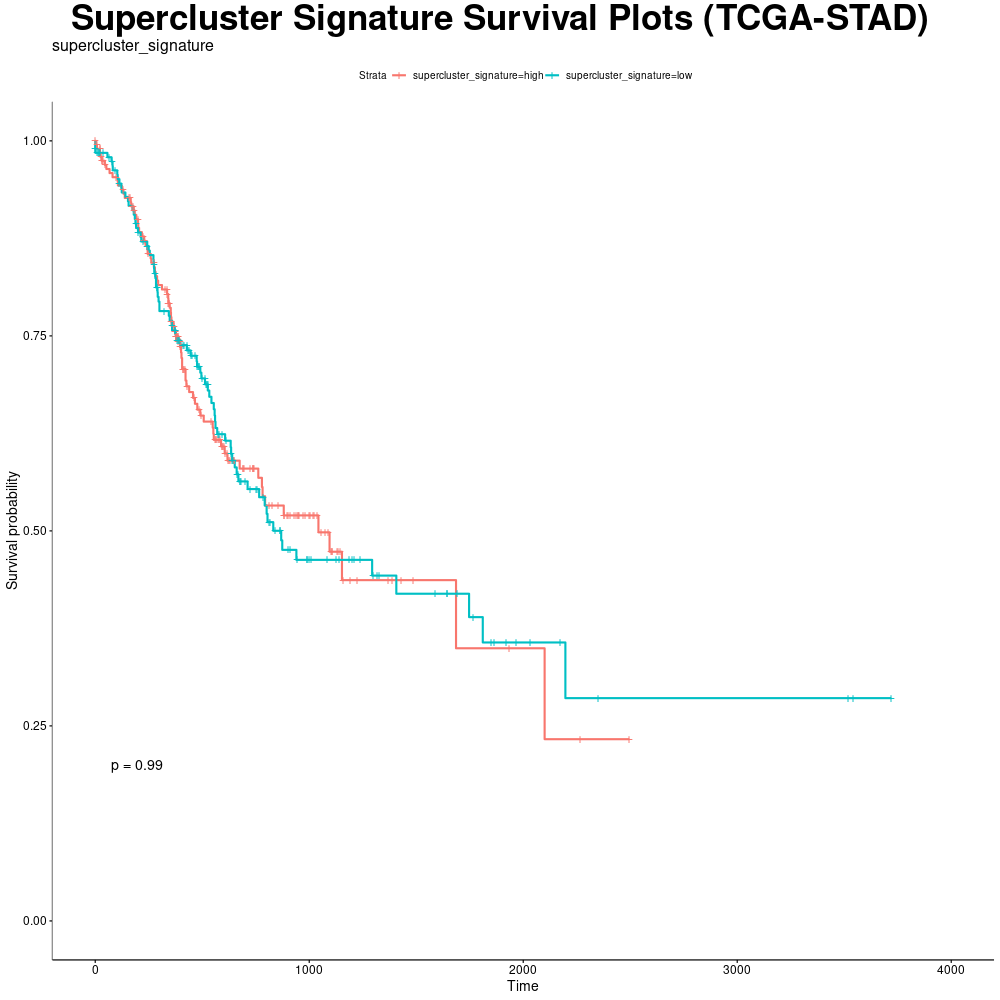 Supercluster Signature Survival Plots (TCGA-STAD)
supercluster_signature
Strata supercluster_signature=high supercluster_signature=low
1.00
0.75
0.50
0.25
0.00
Survival probability
p = 0.99
0 1000 2000 3000 4000
Time